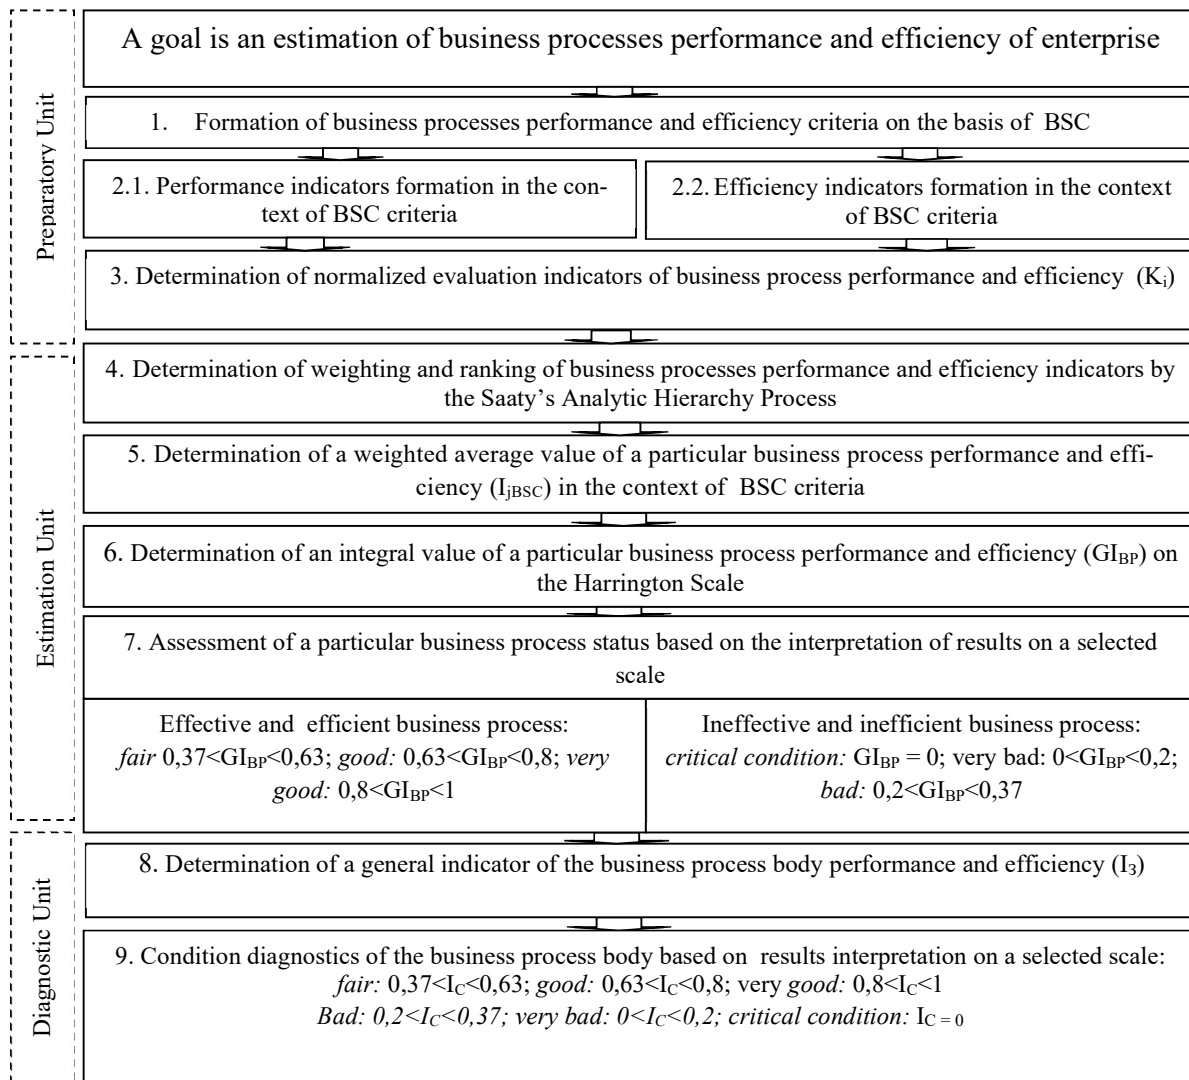 Preparatory Unit
A goal is an estimation of business processes performance and efficiency of enterprise
1. Formation of business processes performance and efficiency criteria on the basis of BSC
2.1. Performance indicators formation in the con-
text of BSC criteria
2.2. Efficiency indicators formation in the context
of BSC criteria
3. Determination of normalized evaluation indicators of business process performance and efficiency (Kᵢ)
Estimation Unit
4. Determination of weighting and ranking of business processes performance and efficiency indicators by
the Saaty's Analytic Hierarchy Process
5. Determination of a weighted average value of a particular business process performance and effi-
ciency (IjBSC) in the context of BSC criteria
6. Determination of an integral value of a particular business process performance and efficiency (GIBP) on
the Harrington Scale
7. Assessment of a particular business process status based on the interpretation of results on a selected
scale
Effective and efficient business process:
fair 0,37<GIBP<0,63; good: 0,63<GIBP<0,8; very
good: 0,8<GIBP<1
Ineffective and inefficient business process:
critical condition: GIBP = 0; very bad: 0<GIBP<0,2;
bad: 0,2<GIBP<0,37
Diagnostic Unit
8. Determination of a general indicator of the business process body performance and efficiency (I₃)
9. Condition diagnostics of the business process body based on results interpretation on a selected scale:
fair: 0,37<IC<0,63; good: 0,63<IC<0,8; very good: 0,8<IC<1
Bad: 0,2<IC<0,37; very bad: 0<IC<0,2; critical condition: IC = 0